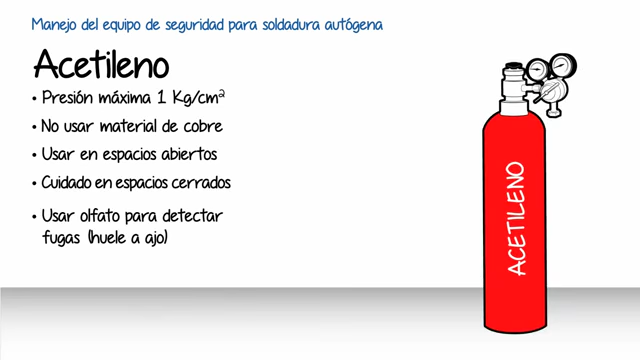 Manejo del equipo de seguridad para soldadura autógena
Acetileno
• Presión máxima 1 Kg/cm²
• No usar material de cobre
• Usar en espacios abiertos
• Cuidado en espacios cerrados
• Usar olfato para detectar
fugas (huele a ajo)
ACETILENO